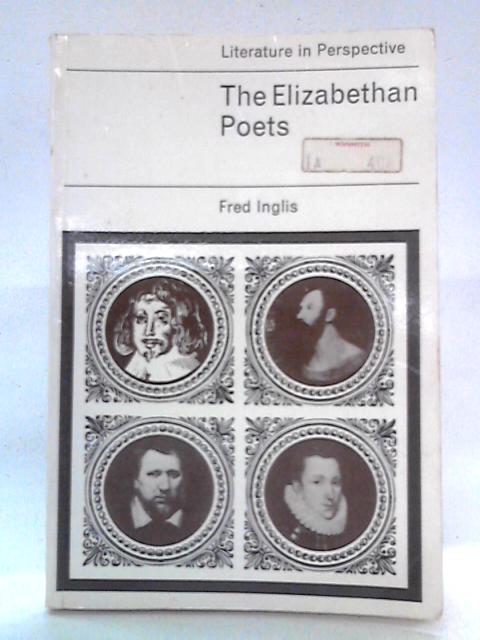 Literature in Perspective
The Elizabethan
Poets
Fred Inglis